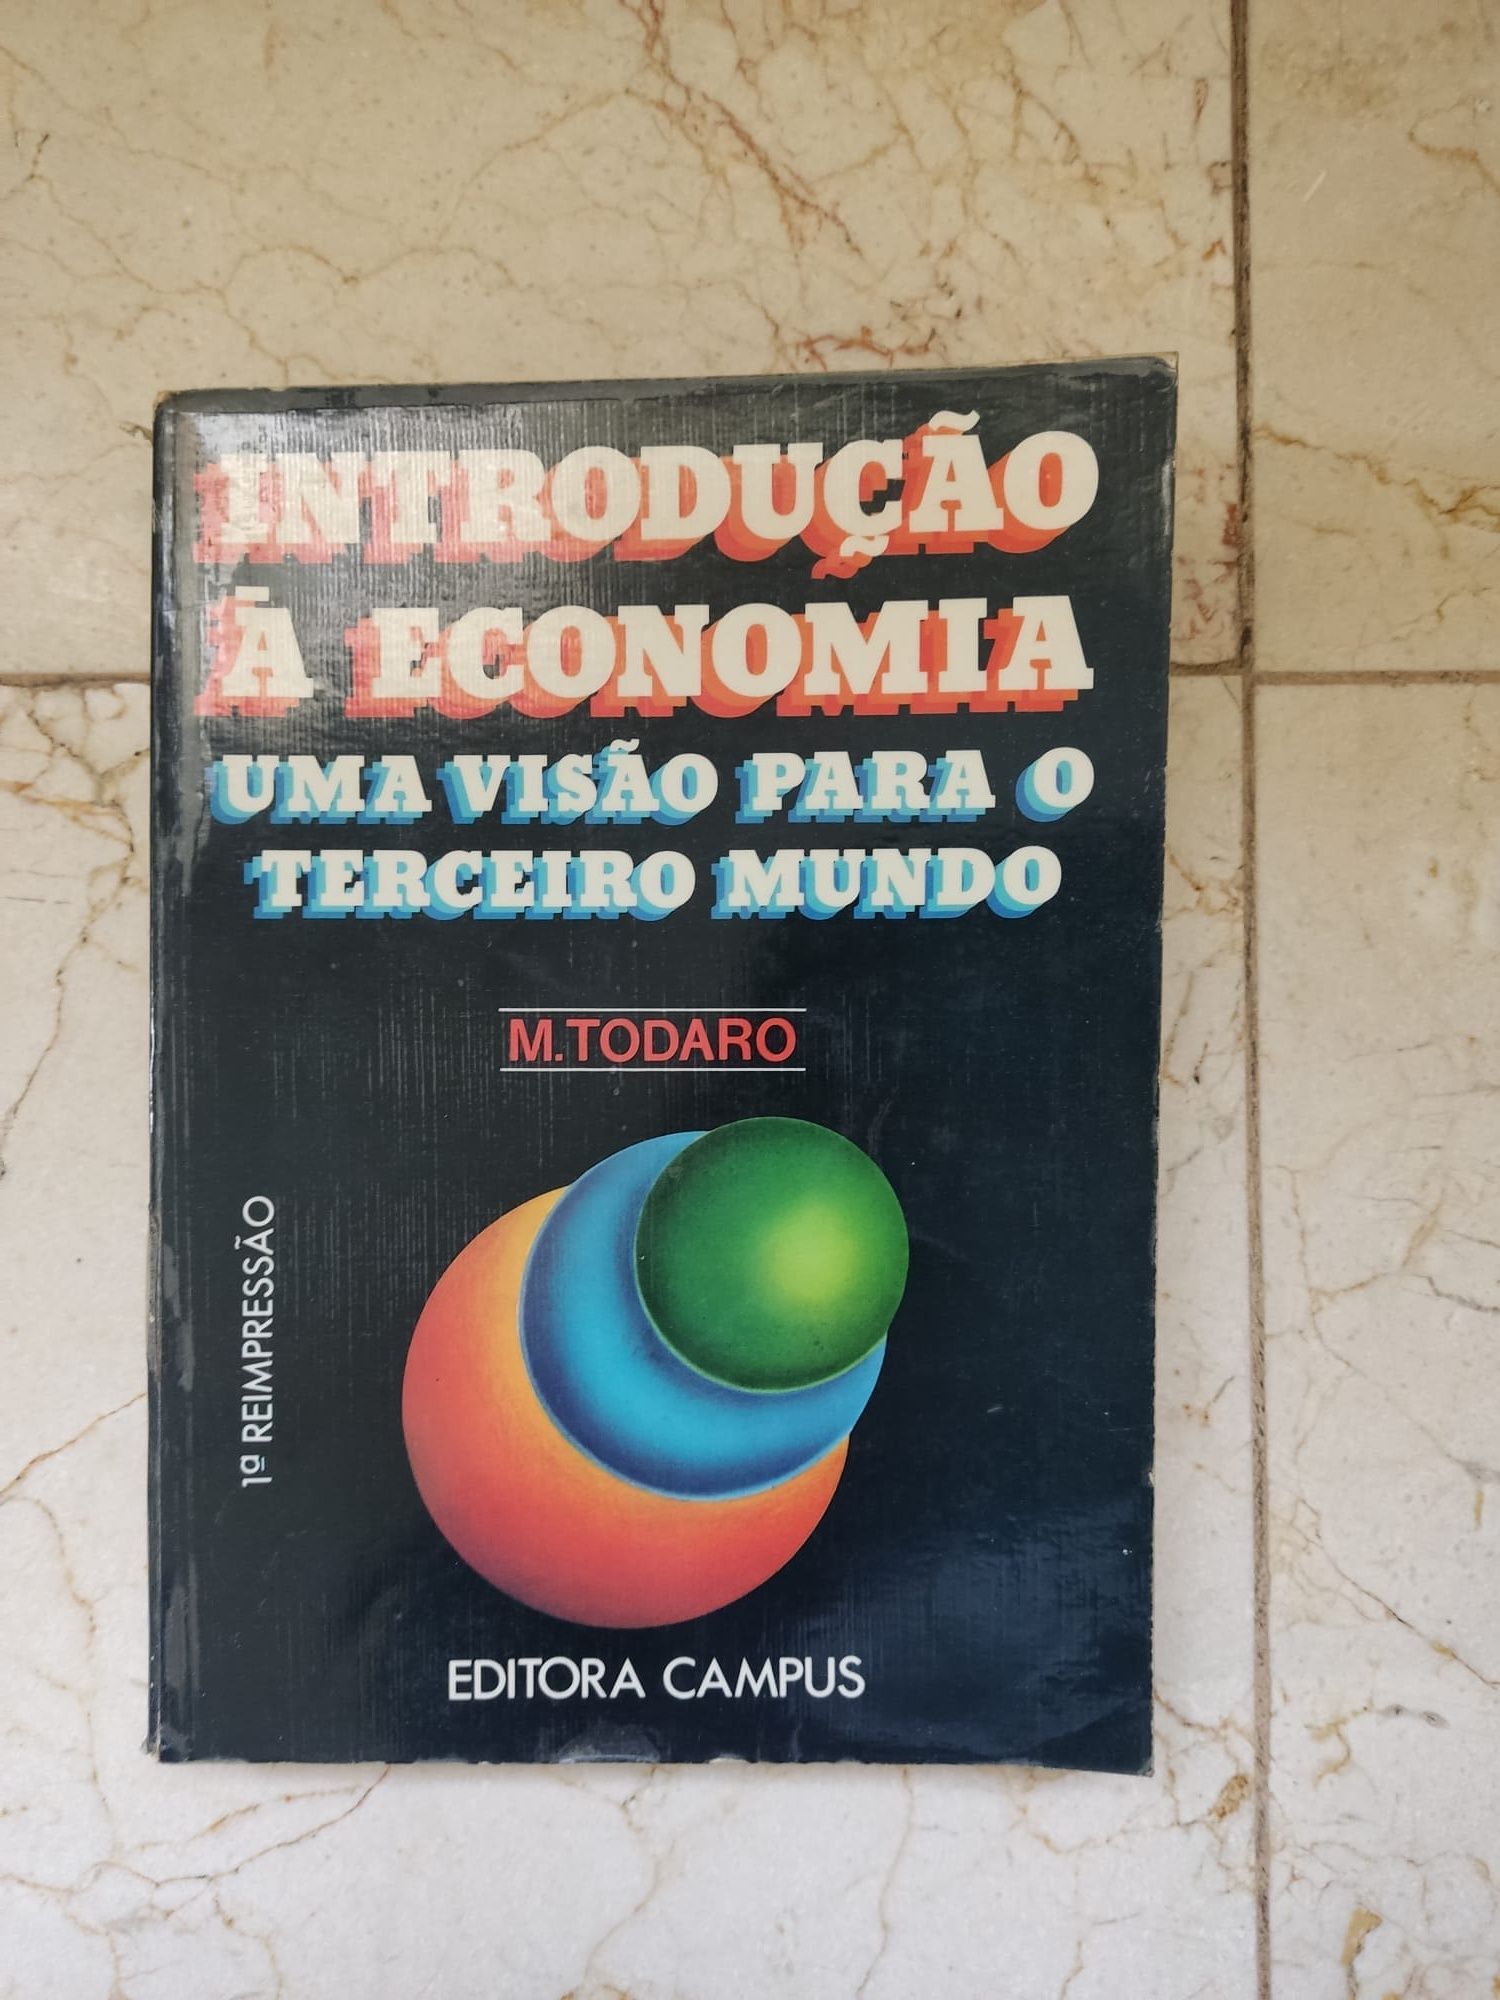 INTRODUÇÃO
À ECONOMIA
UMA VISÃO PARA O
TERCEIRO MUNDO
M.TODARO
1ª REIMPRESSÃO
EDITORA CAMPUS